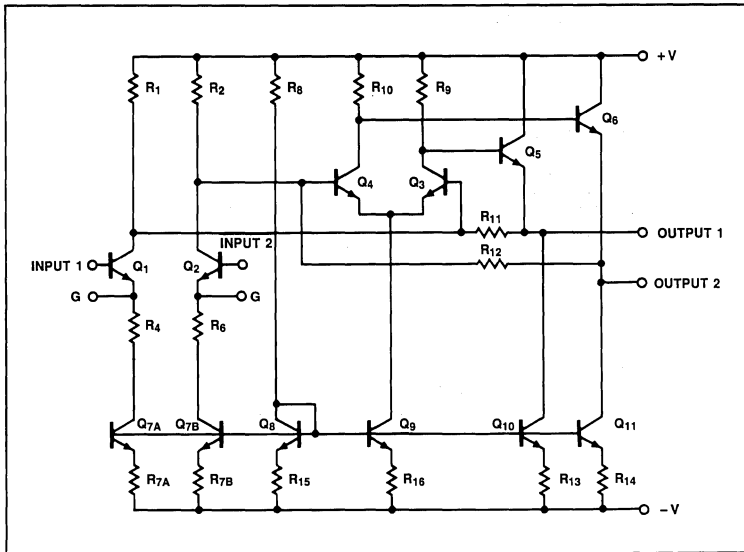 +V
R1 R2 R8 R10 R9
Q6
Q5
Q4 Q3
R11
OUTPUT 1
INPUT 2
INPUT 1 Q1 Q2
R12
G G
OUTPUT 2
R4 R6
Q7A Q7B Q8 Q9 Q10 Q11
R7A R7B R15 R16 R13 R14
−V